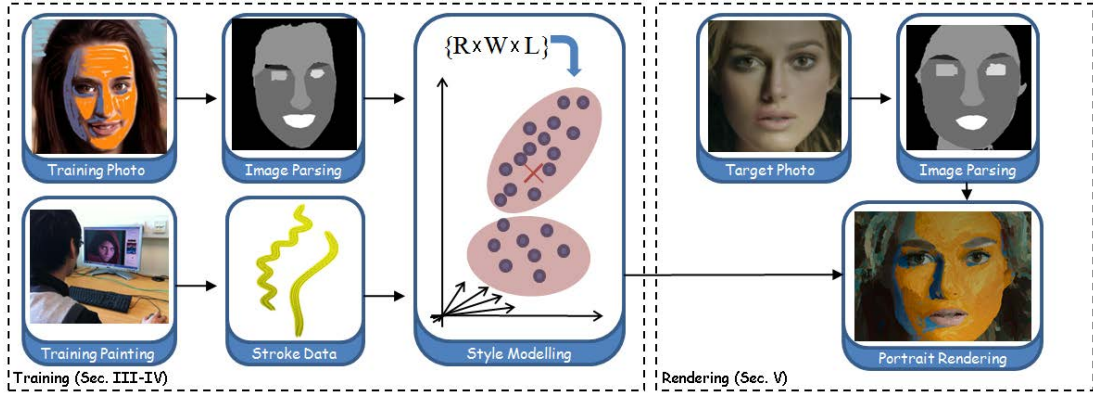 {R x W x L}
Training Photo
Image Parsing
Target Photo
Image Parsing
Training Painting
Stroke Data
Style Modelling
Portrait Rendering
Training (Sec. III-IV)
Rendering (Sec. V)